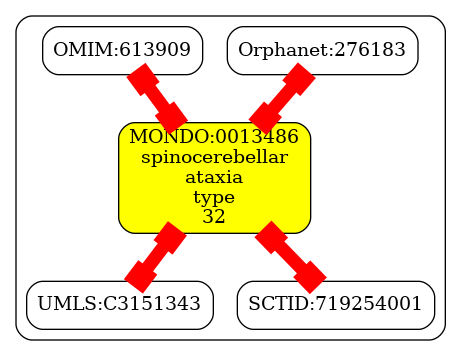 OMIM:613909
Orphanet:276183
MONDO:0013486
spinocerebellar
ataxia
type
32
UMLS:C3151343
SCTID:719254001